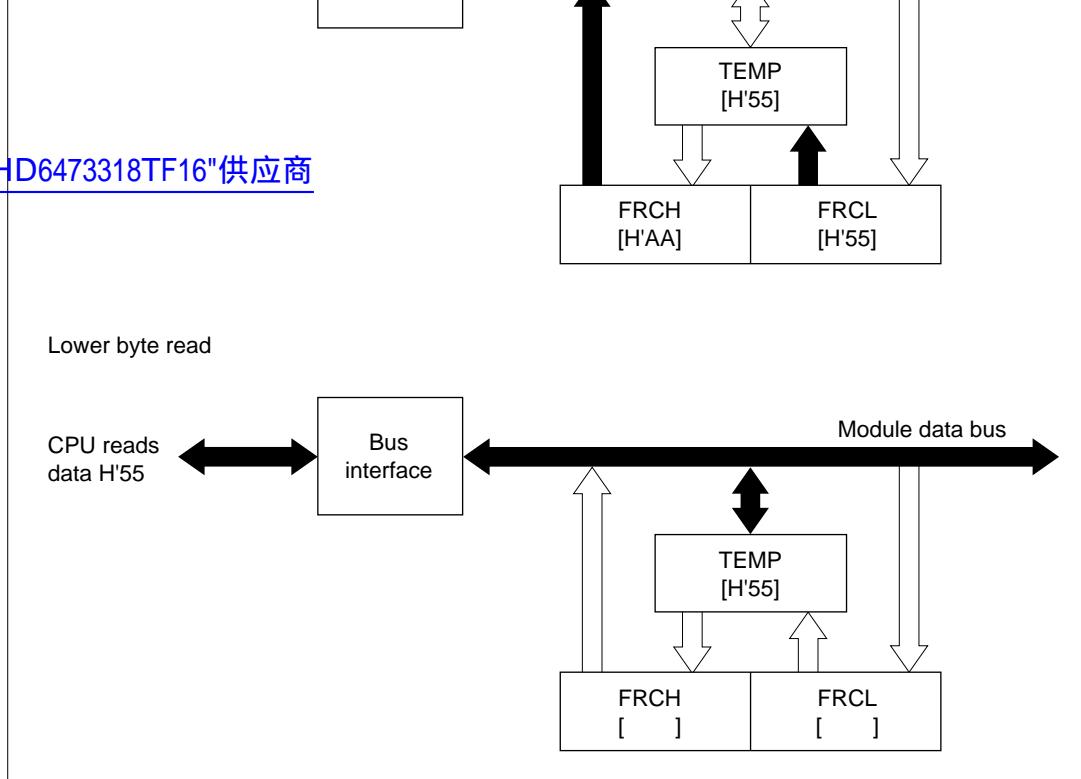 TEMP
[H'55]
HD6473318TF16"供应商
FRCH
[H'AA]
FRCL
[H'55]
Lower byte read
CPU reads
data H'55
Bus
interface
Module data bus
TEMP
[H'55]
FRCH
[ ]
FRCL
[ ]